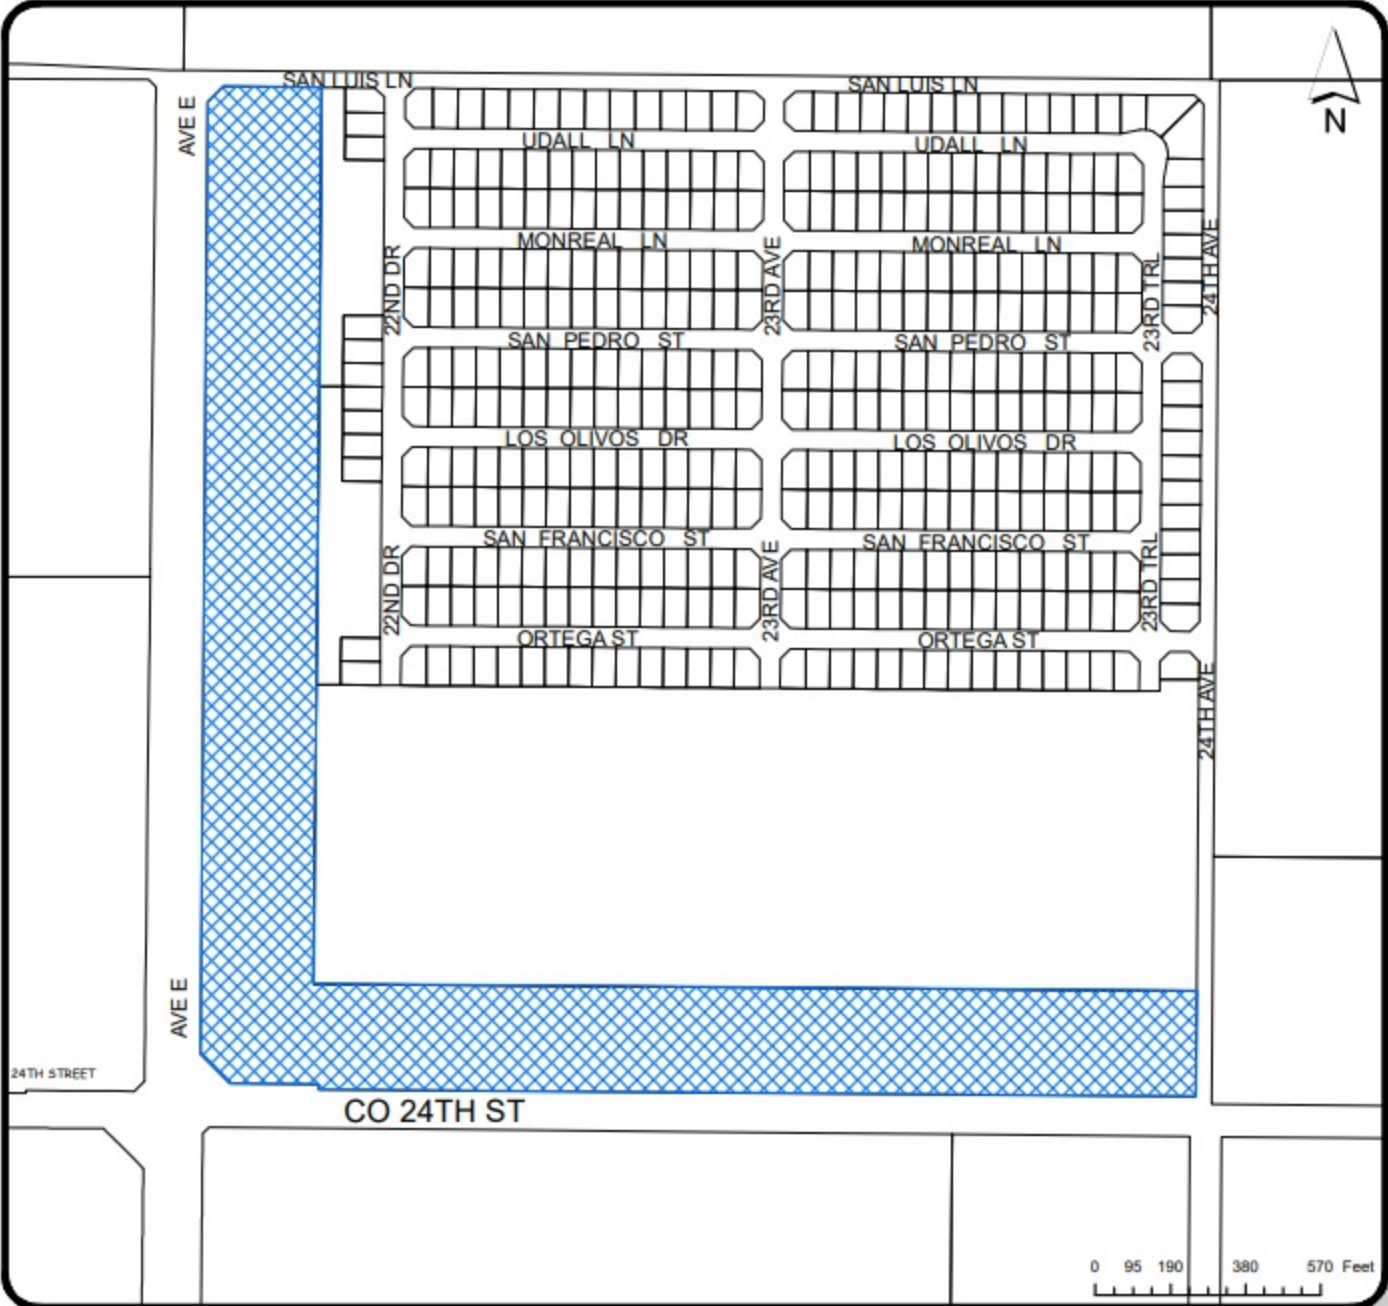 SAN LUIS LN
SAN LUIS LN
AVE E
UDALL LN
UDALL LN
N
MONREAL LN
MONREAL LN
22ND DR
23RD AVE
23RD TRL
24TH AVE
SAN PEDRO ST
SAN PEDRO ST
LOS OLIVOS DR
LOS OLIVOS DR
SAN FRANCISCO ST
SAN FRANCISCO ST
22ND DR
23RD AVE
23RD TRL
ORTEGA ST
ORTEGA ST
24TH AVE
AVE E
24TH STREET
CO 24TH ST
0 95 190 380 570 Feet